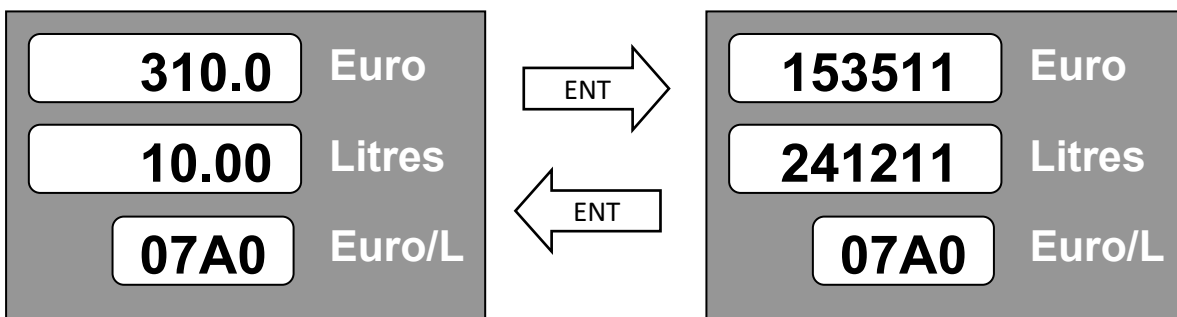 310.0 Euro
10.00 Litres
07A0 Euro/L
ENT
ENT
153511 Euro
241211 Litres
07A0 Euro/L